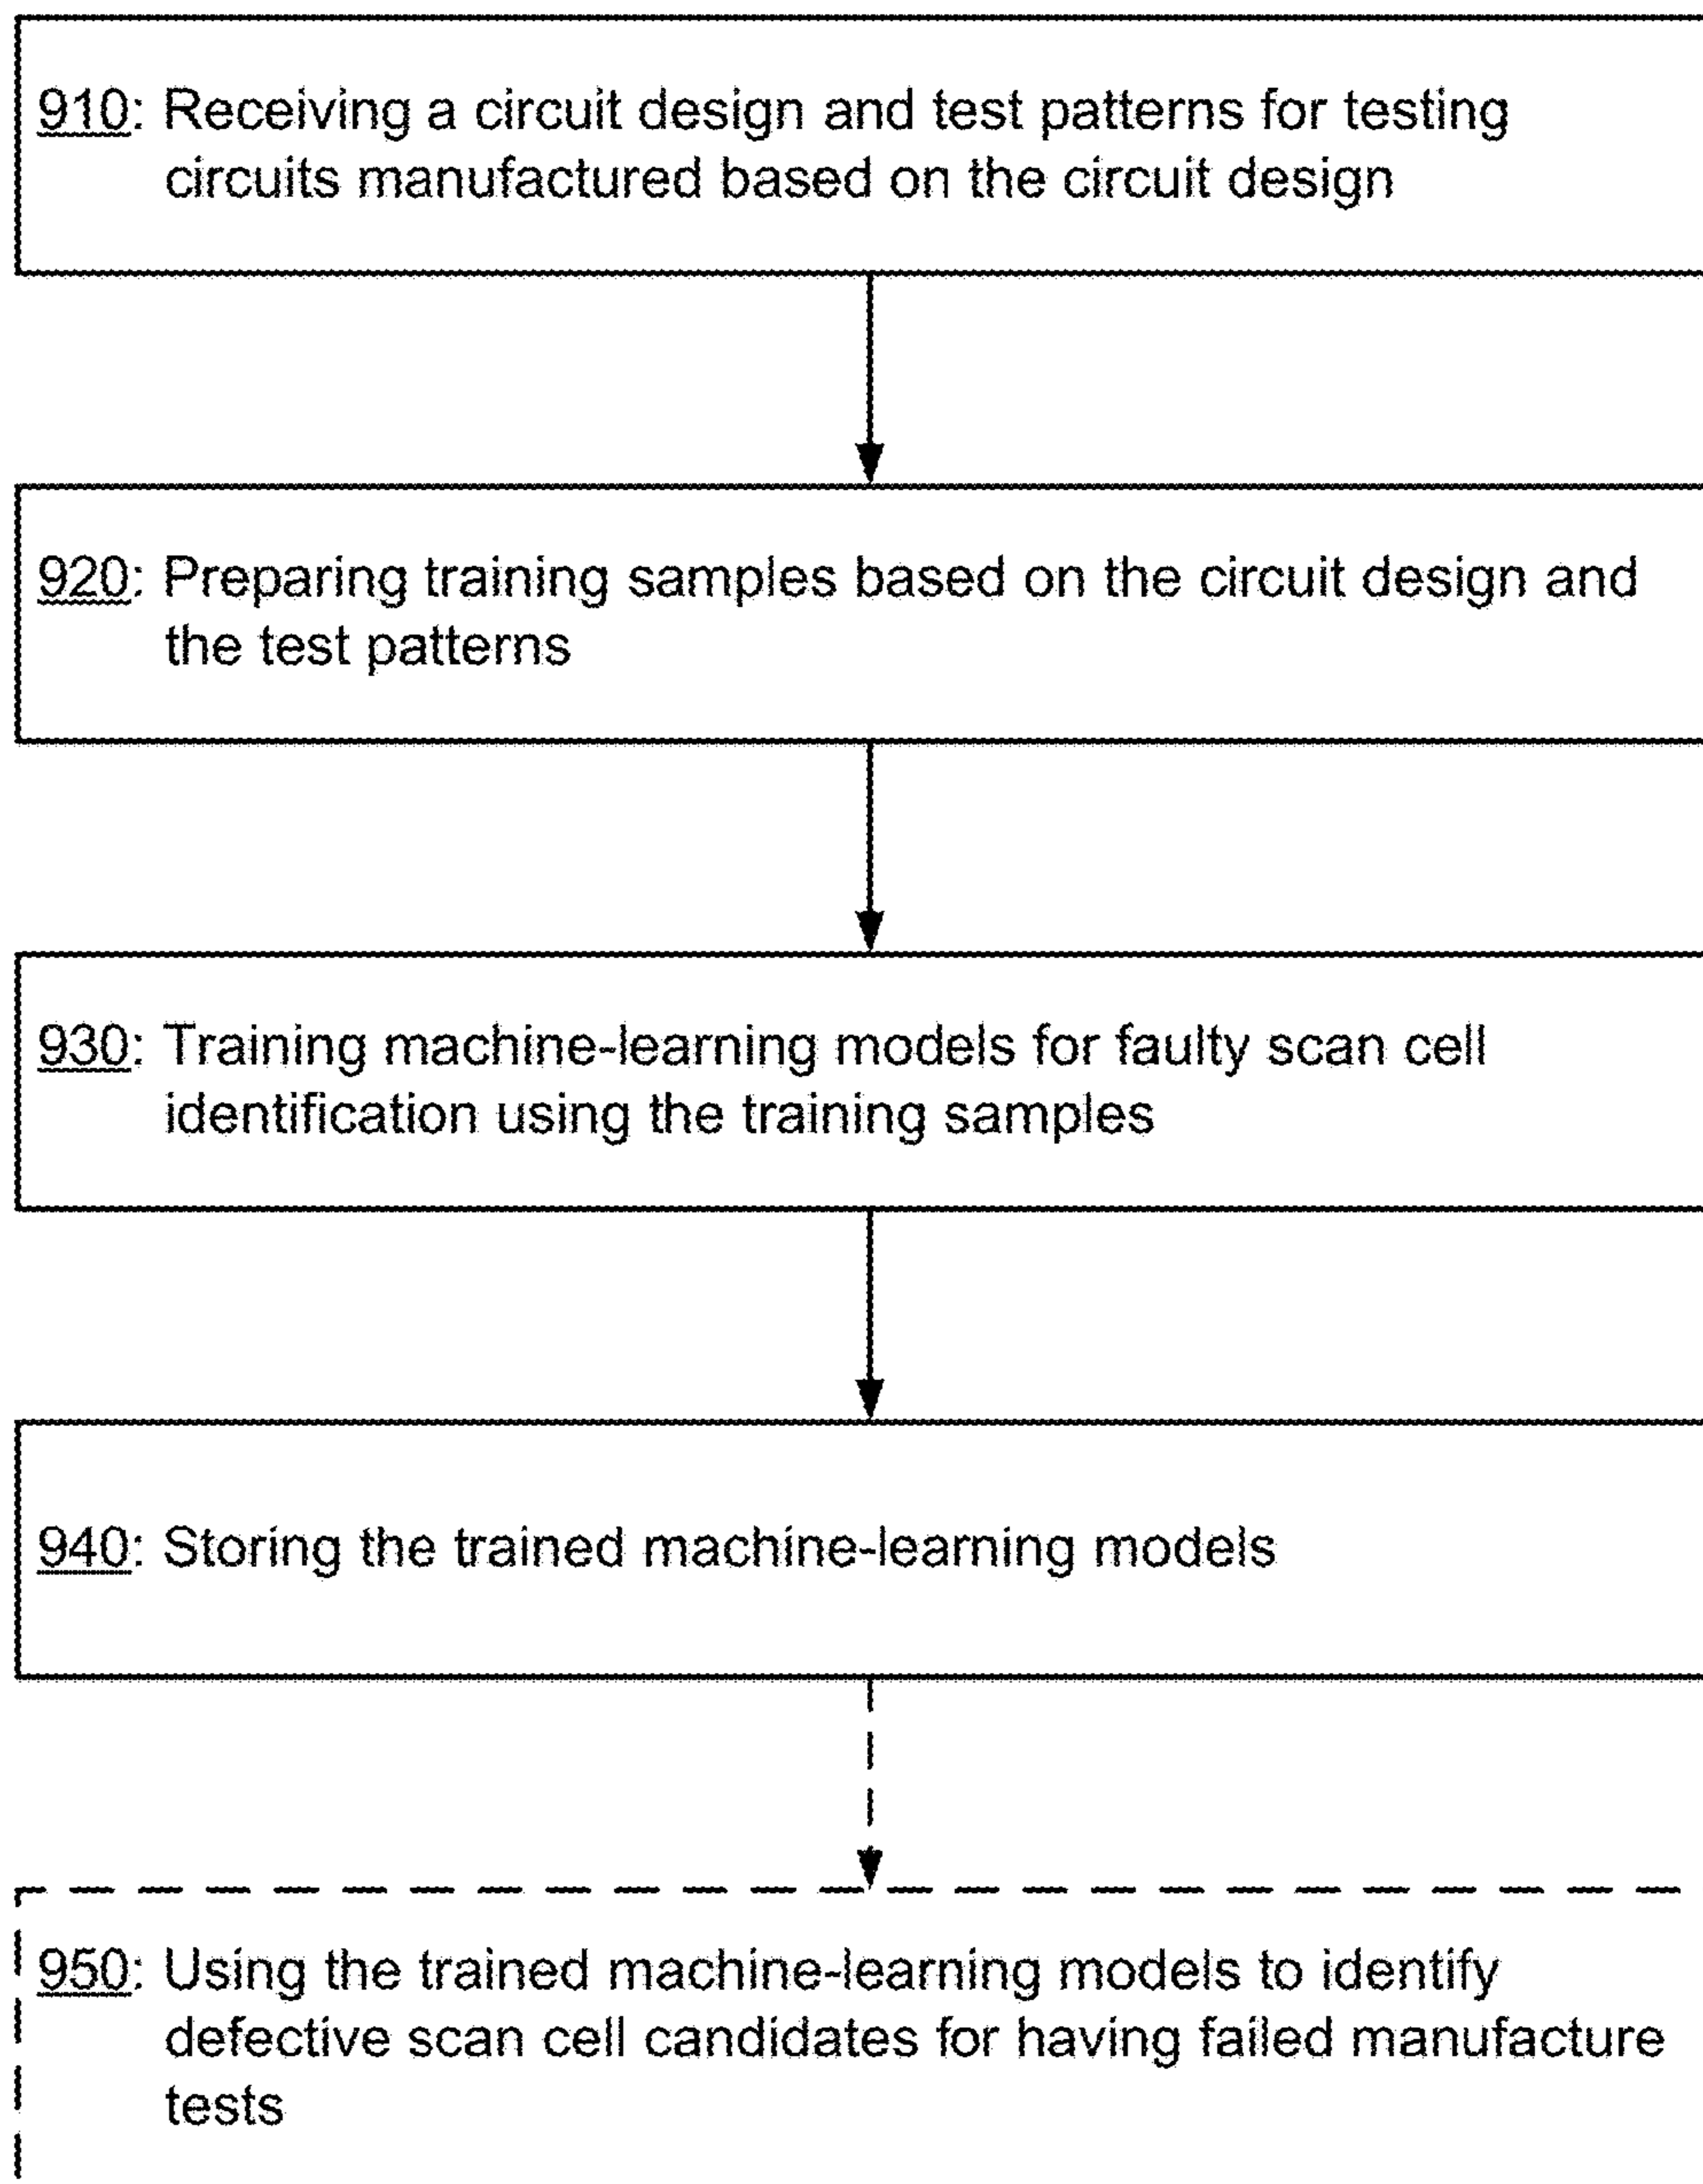 910: Receiving a circuit design and test patterns for testing
circuits manufactured based on the circuit design
920: Preparing training samples based on the circuit design and
the test patterns
930: Training machine-learning models for faulty scan cell
identification using the training samples
940: Storing the trained machine-learning models
950: Using the trained machine-learning models to identify
defective scan cell candidates for having failed manufacture
tests